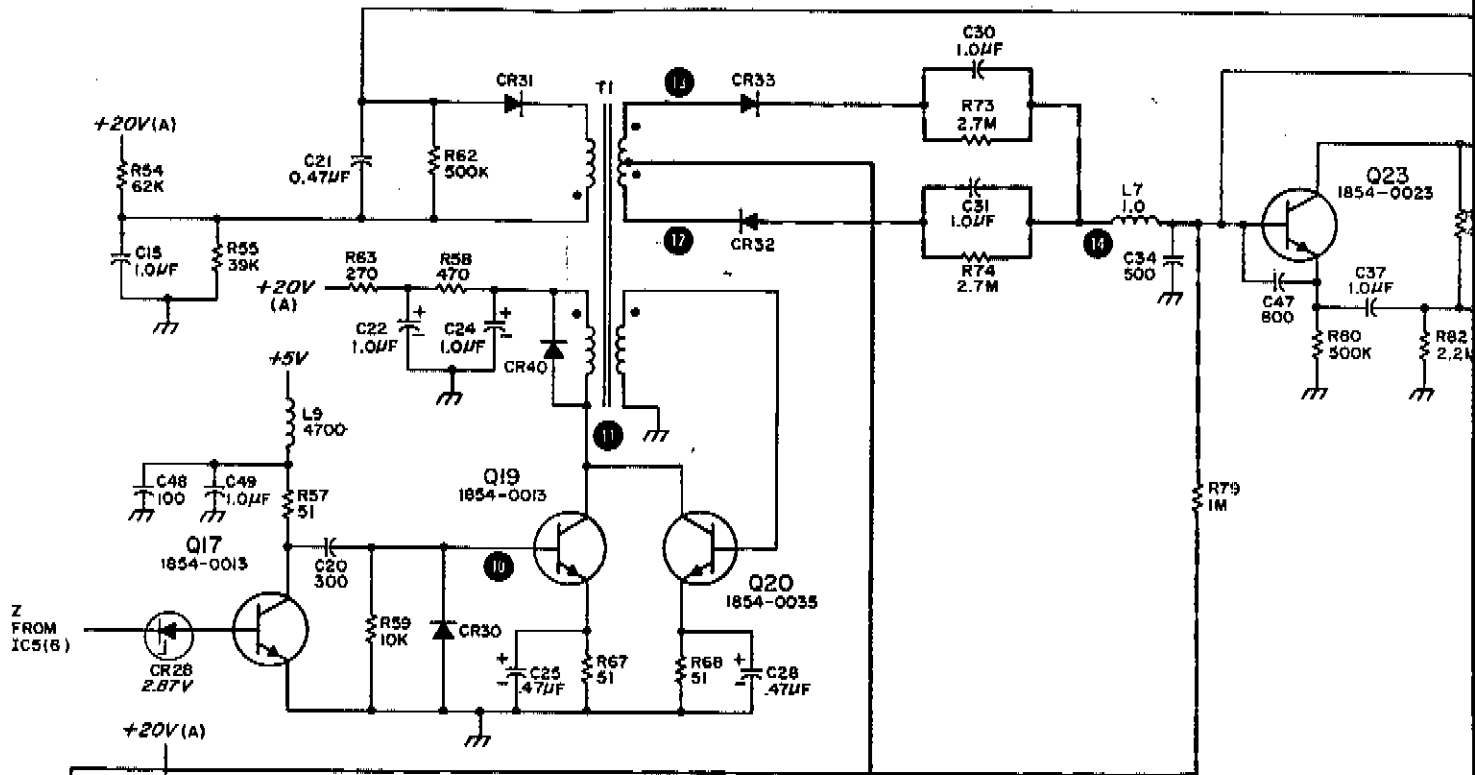 C30
1.0µF
CR31
T1
13
CR33
R73
2.7M
+20V(A)
R54
62K
C21
0.47µF
R62
500K
Q23
1854-0023
C31
1.0µF
L7
1.0
C15
1.0µF
R55
39K
R63
270
R58
470
12
CR32
R74
2.7M
14
C34
500
+20V
(A)
C22
1.0µF
C24
1.0µF
CR40
C47
800
C37
1.0µF
R80
500K
R82
2.2M
+5V
L9
4700
11
C48
100
C49
1.0µF
R57
51
Q19
1854-0013
R79
1M
Q17
1854-0013
C20
300
10
Q20
1854-0035
Z
FROM
IC5(6)
R59
10K
CR30
CR28
2.87V
C25
.47µF
R67
51
R68
51
C28
.47µF
+20V(A)